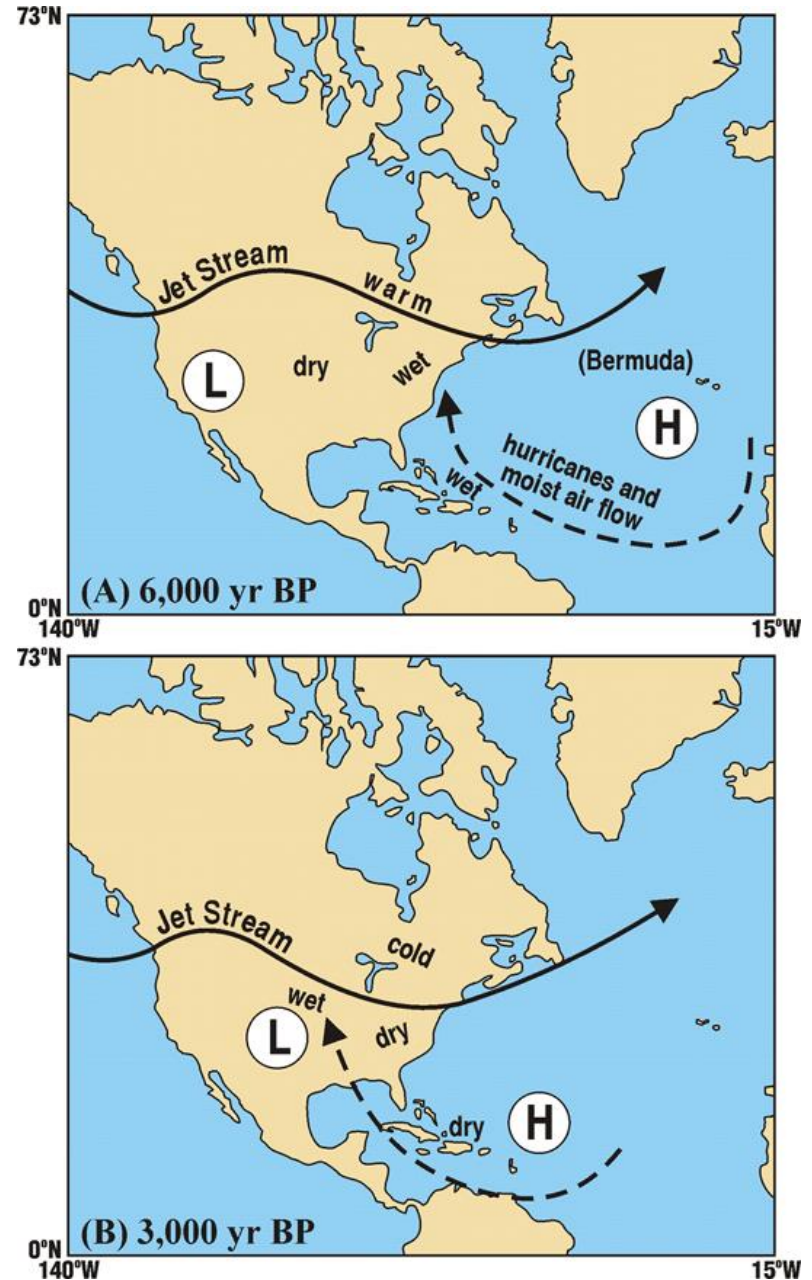 73°N
Jet Stream
warm
(Bermuda)
dry
wet
L
H
hurricanes and
moist air flow
wet
(A) 6,000 yr BP
0°N
140°W
15°W
73°N
Jet Stream
cold
wet
L
dry
dry
H
(B) 3,000 yr BP
0°N
140°W
15°W